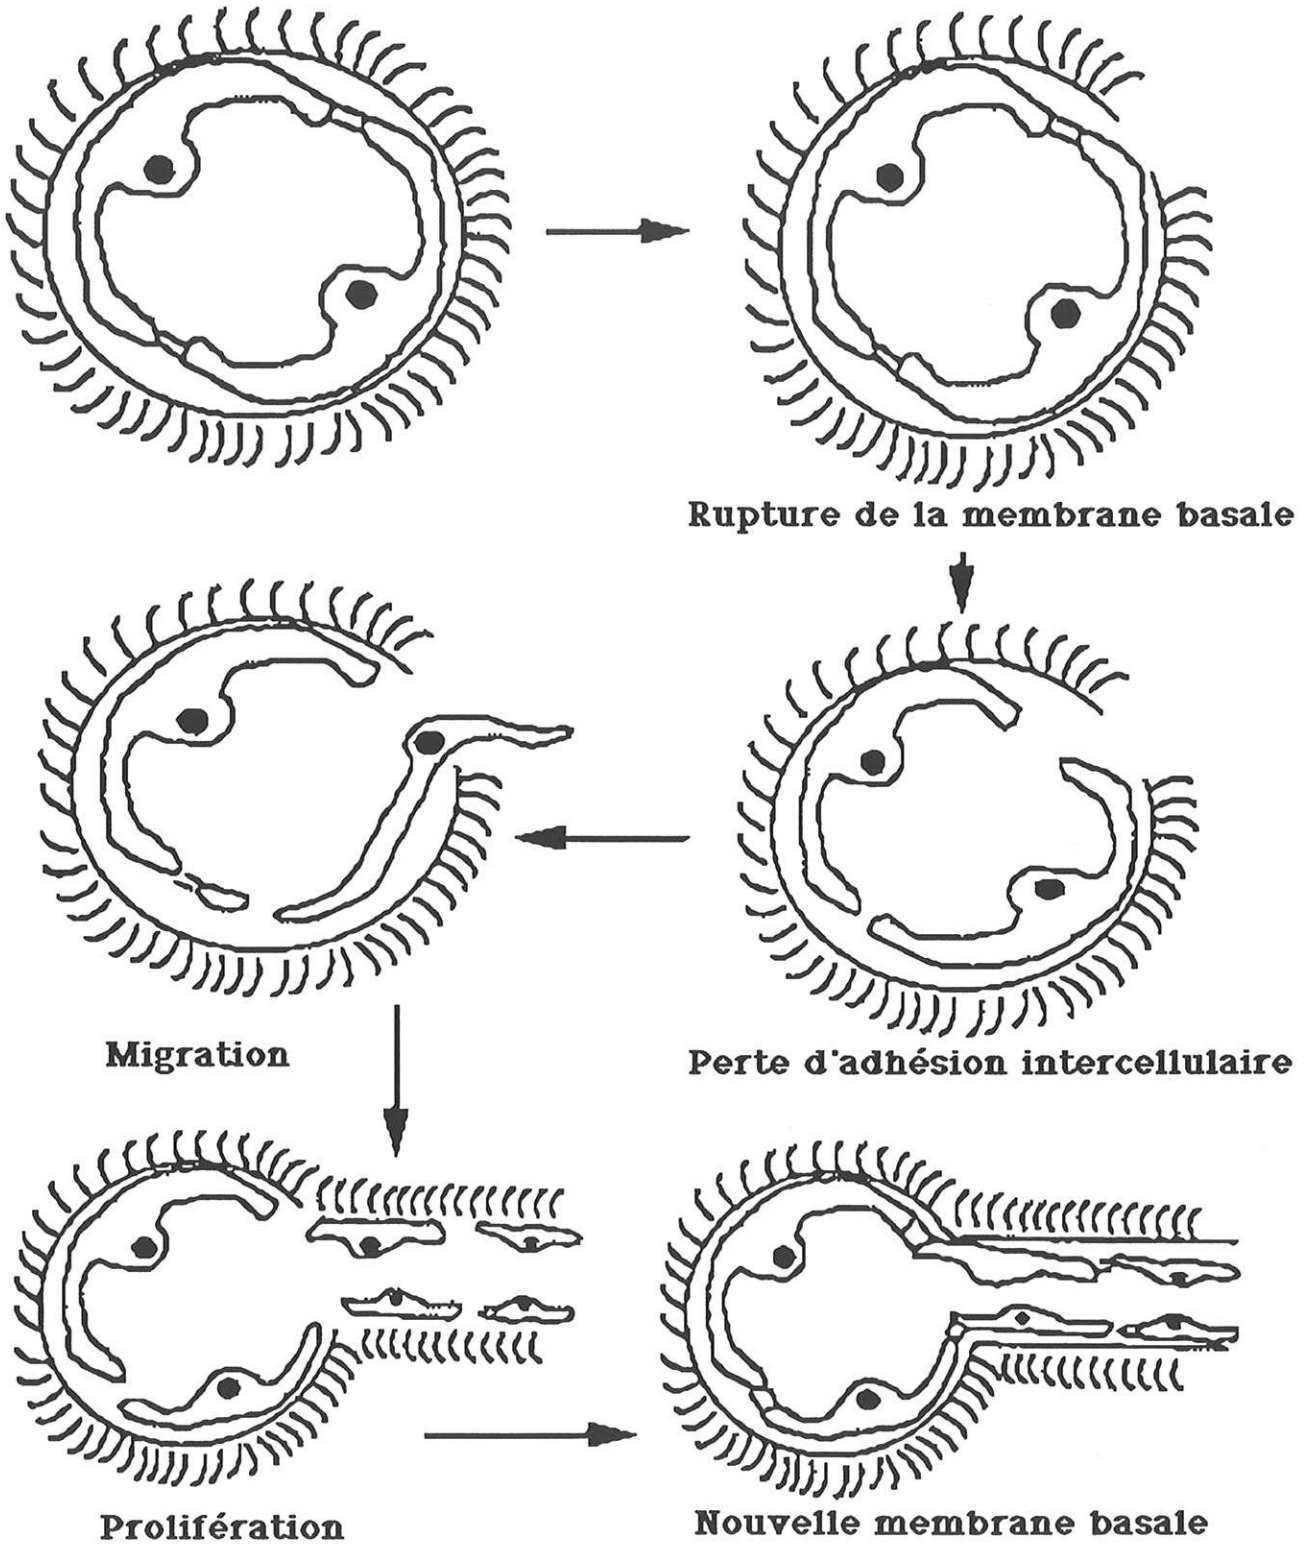 Rupture de la membrane basale
Perte d'adhésion intercellulaire
Migration
Prolifération
Nouvelle membrane basale